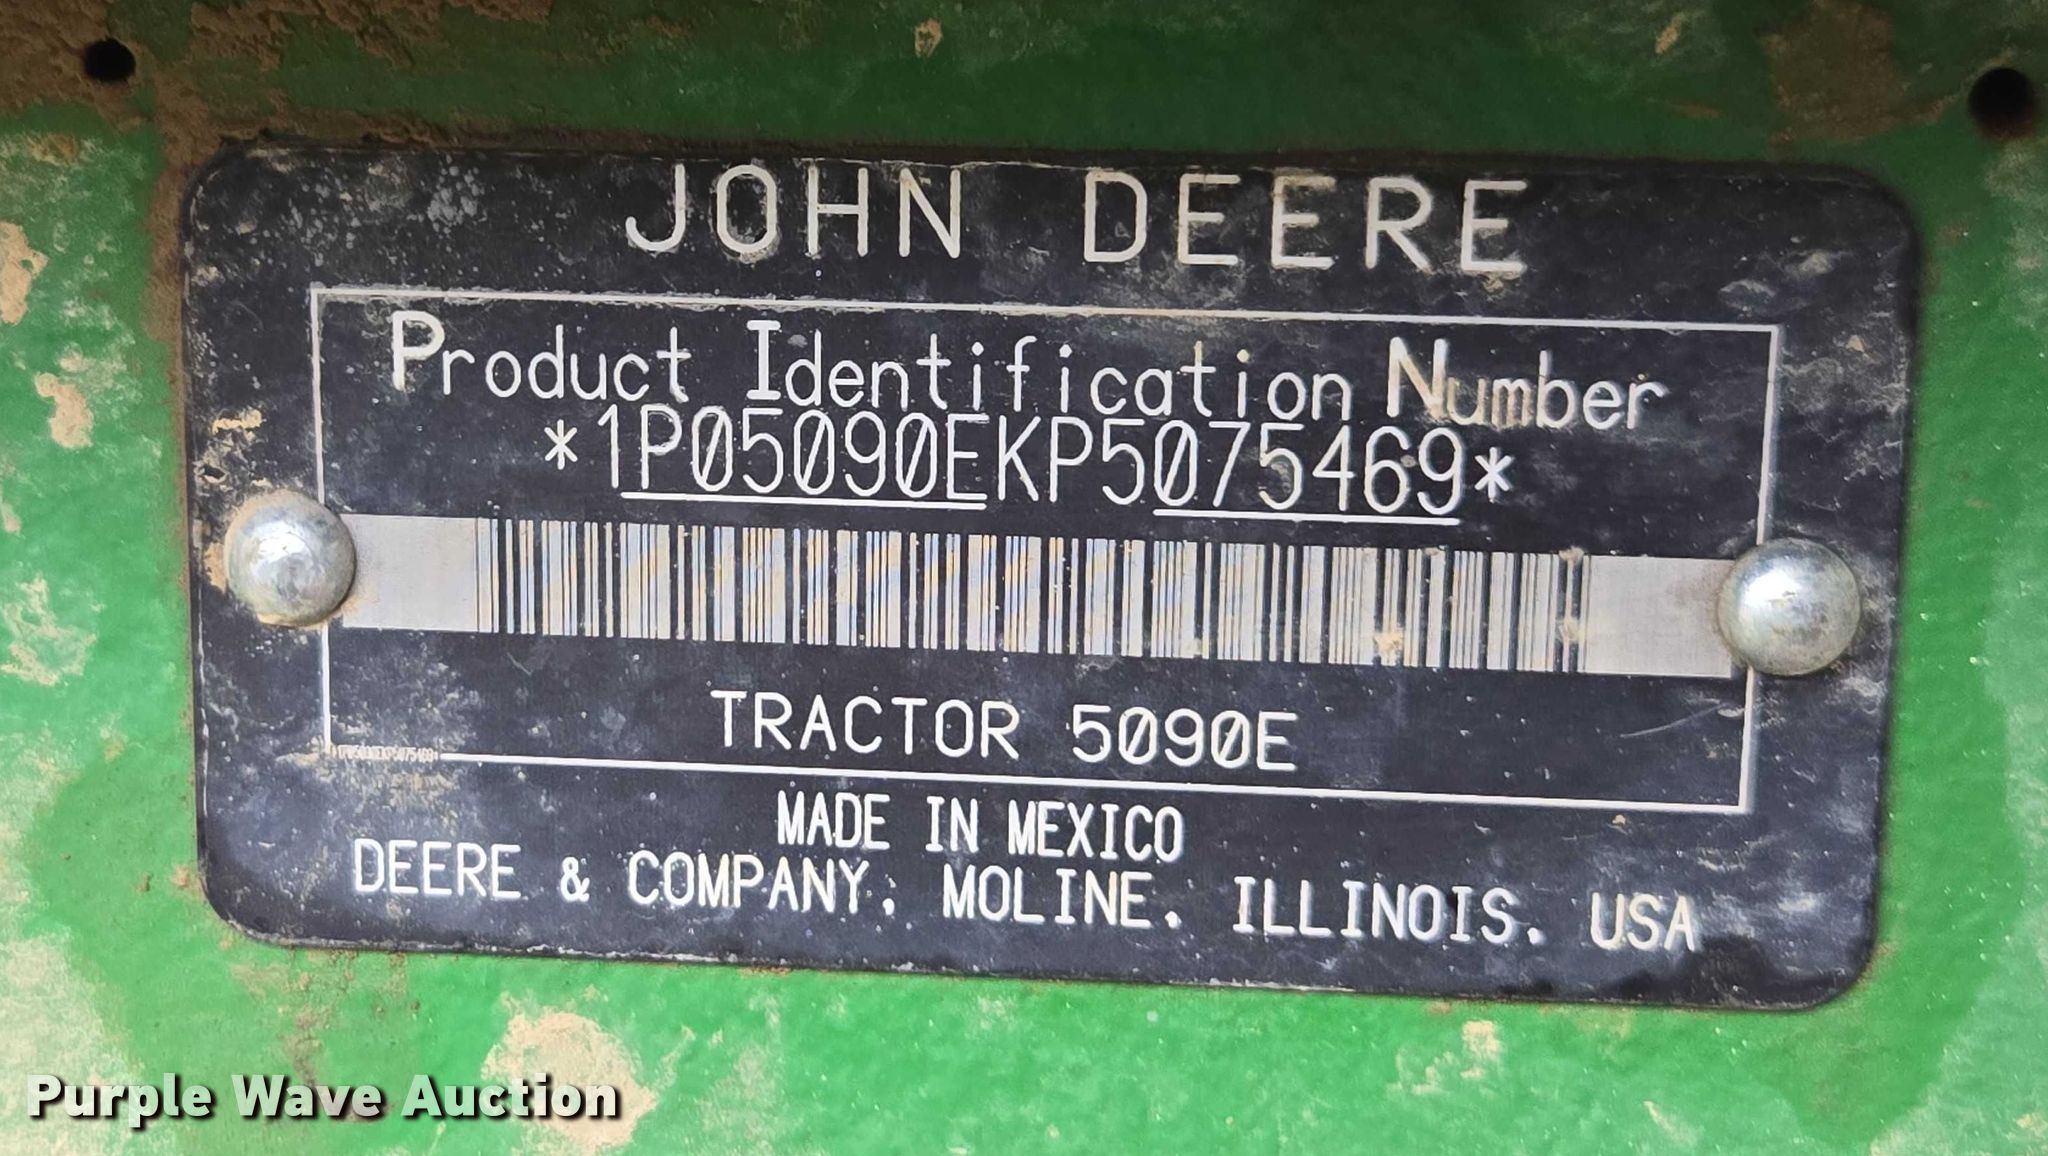 JOHN DEERE
Product Identification Number
*1P05090EKP5075469*
TRACTOR 5090E
MADE IN MEXICO
DEERE & COMPANY, MOLINE, ILLINOIS, USA
Purple Wave Auction